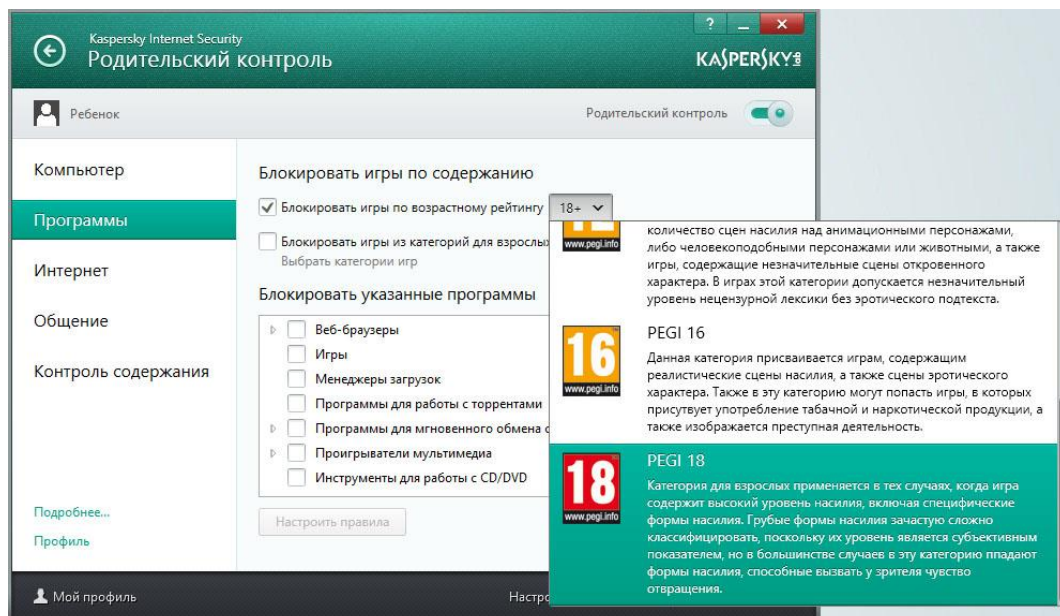 Kaspersky Internet Security
Родительский контроль
? _ x
KASPERSKY lab
Ребенок
Родительский контроль
Компьютер
Программы
Интернет
Общение
Контроль содержания
Подробнее...
Профиль
Блокировать игры по содержанию
Блокировать игры по возрастному рейтингу 18+
Блокировать игры из категорий для взрослых
Выбрать категории игр
Блокировать указанные программы
Веб-браузеры
Игры
Менеджеры загрузок
Программы для работы с торрентами
Программы для мгновенного обмена с
Проигрыватели мультимедиа
Инструменты для работы с CD/DVD
Настроить правила
www.pegi.info
количество сцен насилия над анимационными персонажами,
либо человекоподобными персонажами или животными, а также
игры, содержащие незначительные сцены откровенного
характера. В играх этой категории допускается незначительный
уровень нецензурной лексики без эротического подтекста.
16
www.pegi.info
PEGI 16
Данная категория присваивается играм, содержащим
реалистические сцены насилия, а также сцены эротического
характера. Также в эту категорию могут попасть игры, в которых
присутвует употребление табачной и наркотической продукции, а
также изображается преступная деятельность.
18
www.pegi.info
PEGI 18
Категория для взрослых применяется в тех случаях, когда игра
содержит высокий уровень насилия, включая специфические
формы насилия. Грубые формы насилия зачастую сложно
классифицировать, поскольку их уровень является субъективным
показателем, но в большинстве случаев в эту категорию ппадают
формы насилия, способные вызвать у зрителя чувство
отвращения.
Мой профиль
Настро